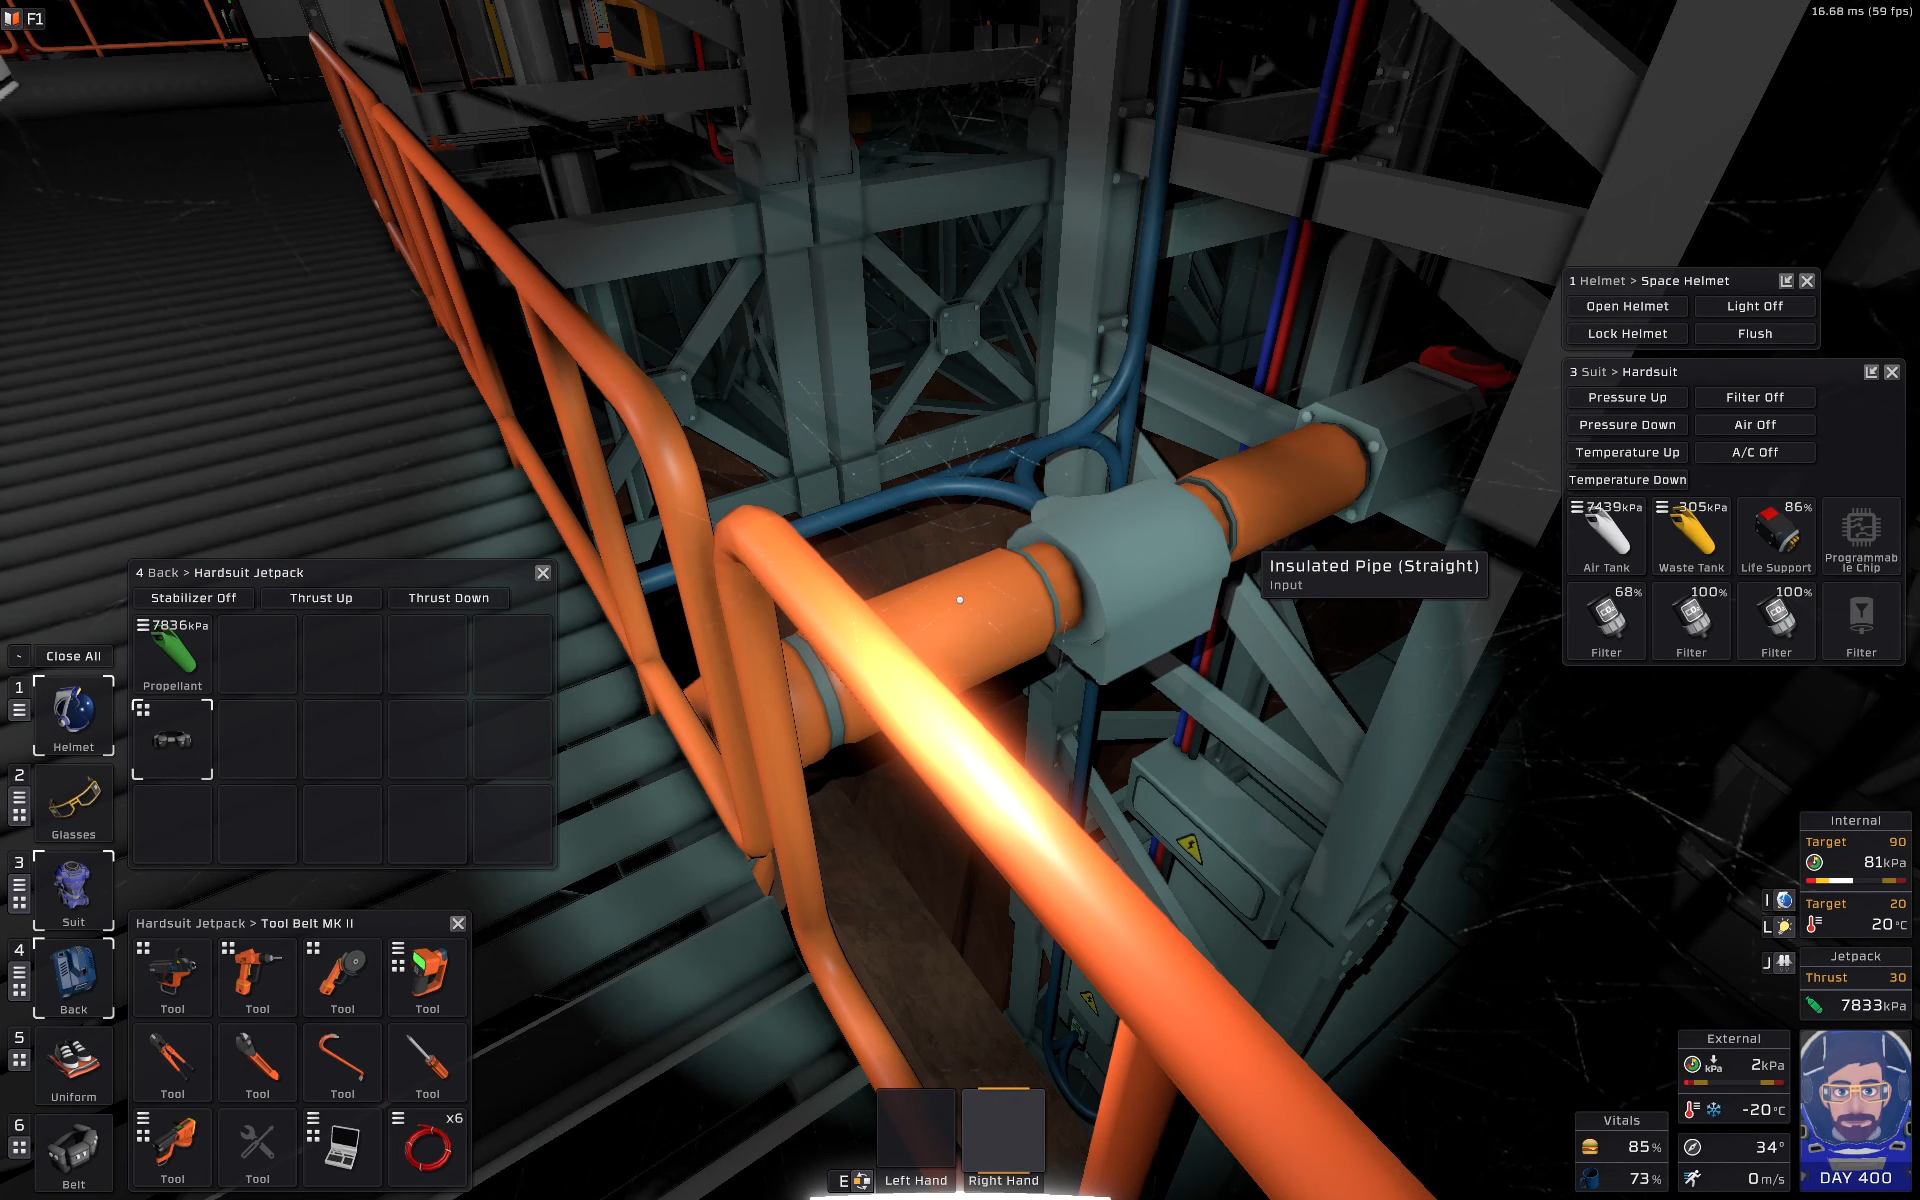 F1
16.68 ms (59 fps)
1 Helmet > Space Helmet
Open Helmet
Light Off
Lock Helmet
Flush
3 Suit > Hardsuit
Pressure Up
Filter Off
Pressure Down
Air Off
Temperature Up
A/C Off
Temperature Down
7439kPa
Air Tank
305kPa
Waste Tank
86%
Life Support
Programmab
le Chip
68%
Filter
100%
Filter
100%
Filter
Filter
Insulated Pipe (Straight)
Input
4 Back > Hardsuit Jetpack
Stabilizer Off
Thrust Up
Thrust Down
7836kPa
Propellant
~ Close All
1
Helmet
2
Glasses
3
Suit
4
Back
5
Uniform
6
Belt
Hardsuit Jetpack > Tool Belt MK II
Tool
Tool
Tool
Tool
Tool
Tool
Tool
Tool
Tool
Tool
Tool
x6
Tool
E
Left Hand
Right Hand
Internal
Target 90
81kPa
Target 20
20°C
I
L
J
Jetpack
Thrust 30
7833kPa
External
kPa
2kPa
-20°C
34°
0m/s
Vitals
85%
73%
DAY 400